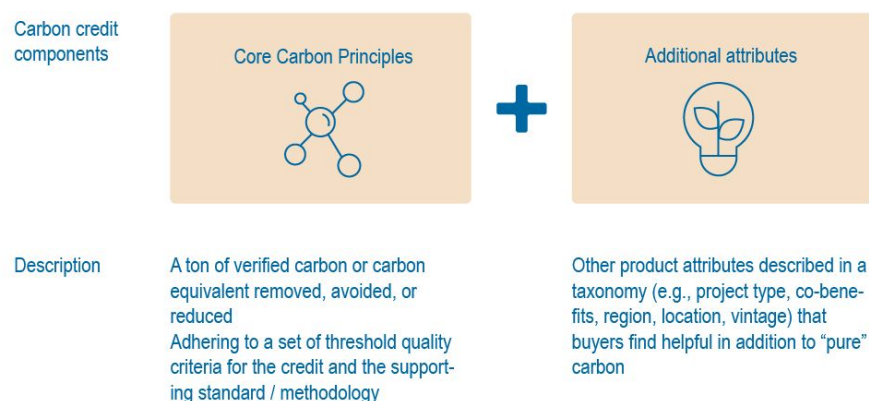 Carbon credit
components
Core Carbon Principles
Additional attributes
Description
A ton of verified carbon or carbon
equivalent removed, avoided, or
reduced
Adhering to a set of threshold quality
criteria for the credit and the support-
ing standard / methodology
Other product attributes described in a
taxonomy (e.g., project type, co-bene-
fits, region, location, vintage) that
buyers find helpful in addition to “pure”
carbon